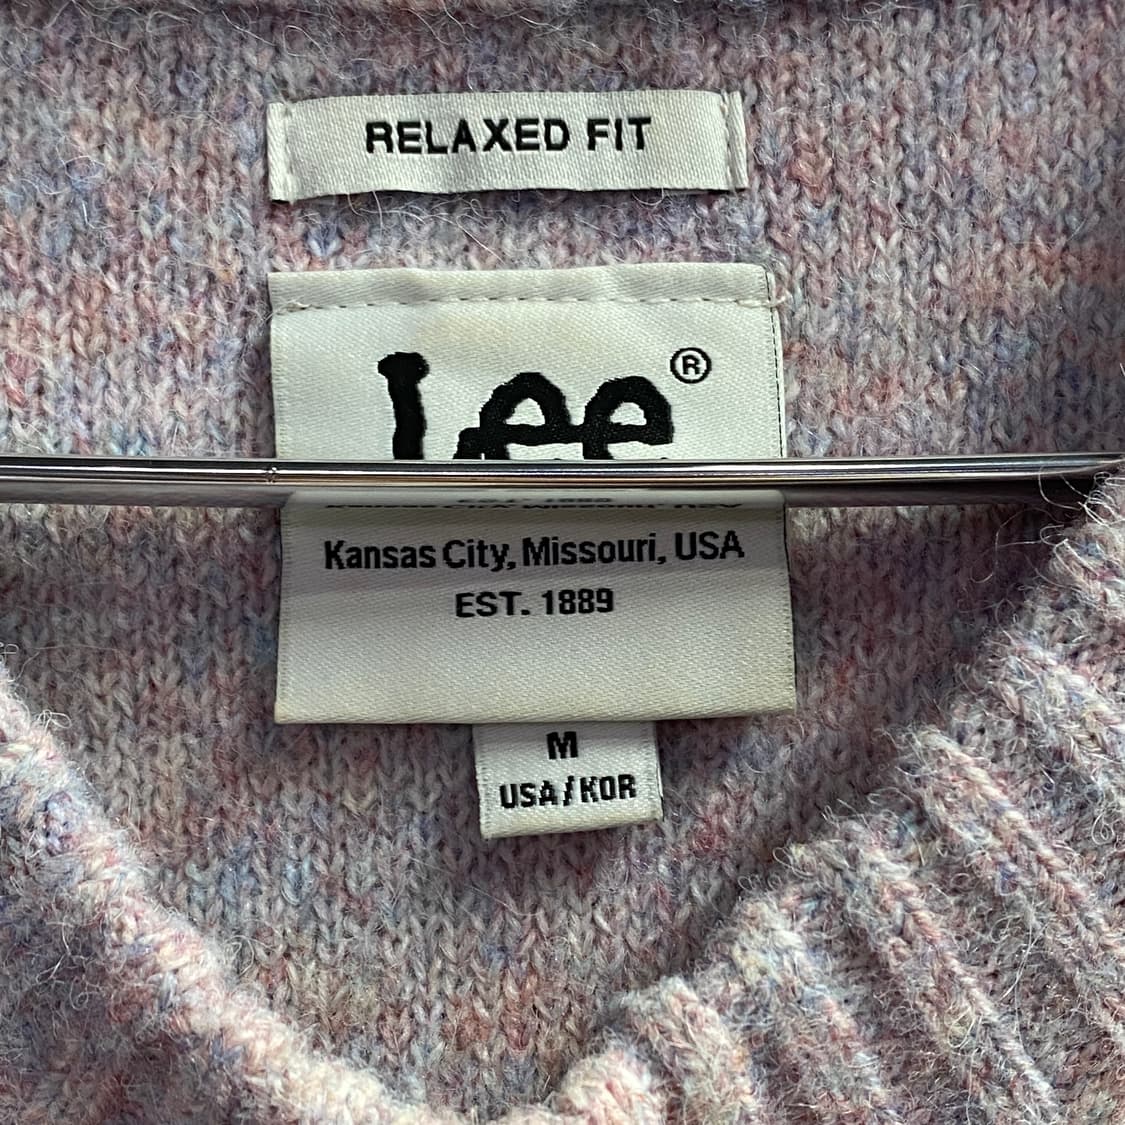 RELAXED FIT
Lee®
Kansas City, Missouri, USA
EST. 1889
M
USA/KOR